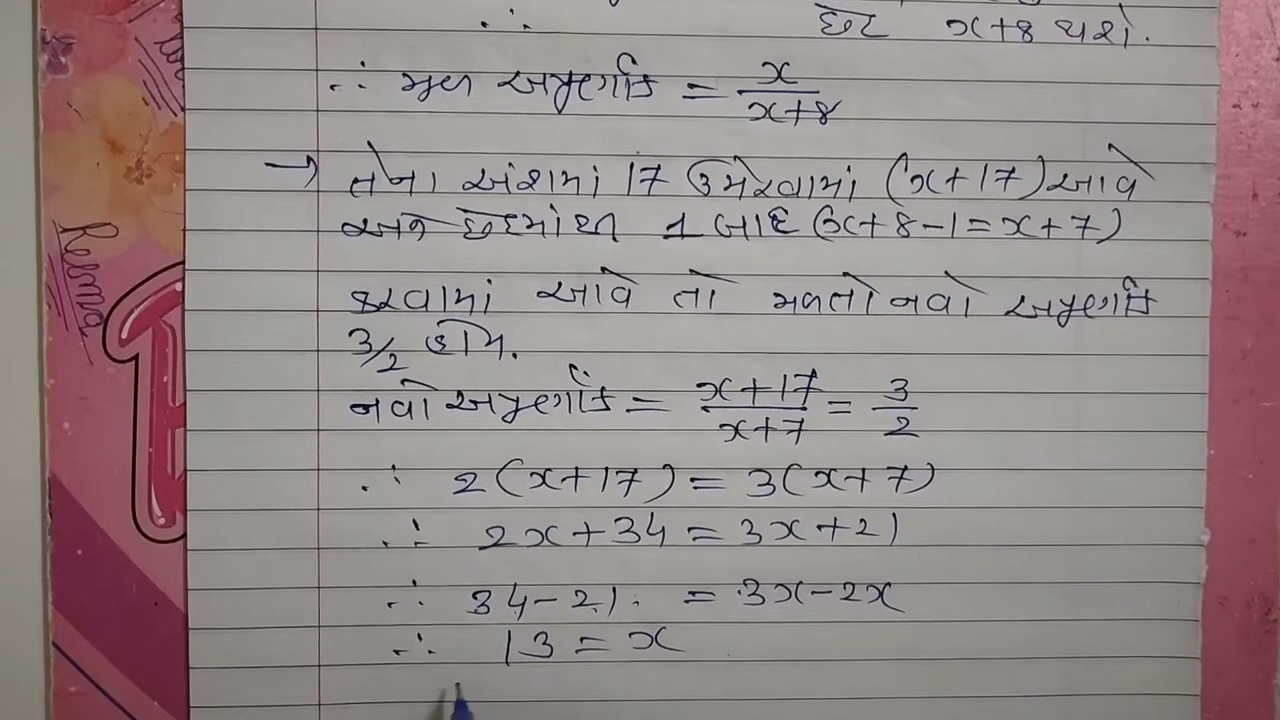 ∴ છેદ x+8 થશે.
∴ મૂળ અપૂર્ણાંક = x/(x+8)
→ તેના અંશમાં 17 ઉમેરવામાં (x+17) આવે
અને છેદમાંથી 1 બાદ (x+8-1=x+7)
કરવામાં આવે તો મળતો નવો અપૂર્ણાંક
3/2 હોય.
નવો અપૂર્ણાંક = (x+17)/(x+7) = 3/2
∴ 2(x+17) = 3(x+7)
∴ 2x+34 = 3x+21
∴ 34-21 = 3x-2x
∴ 13 = x
Reema